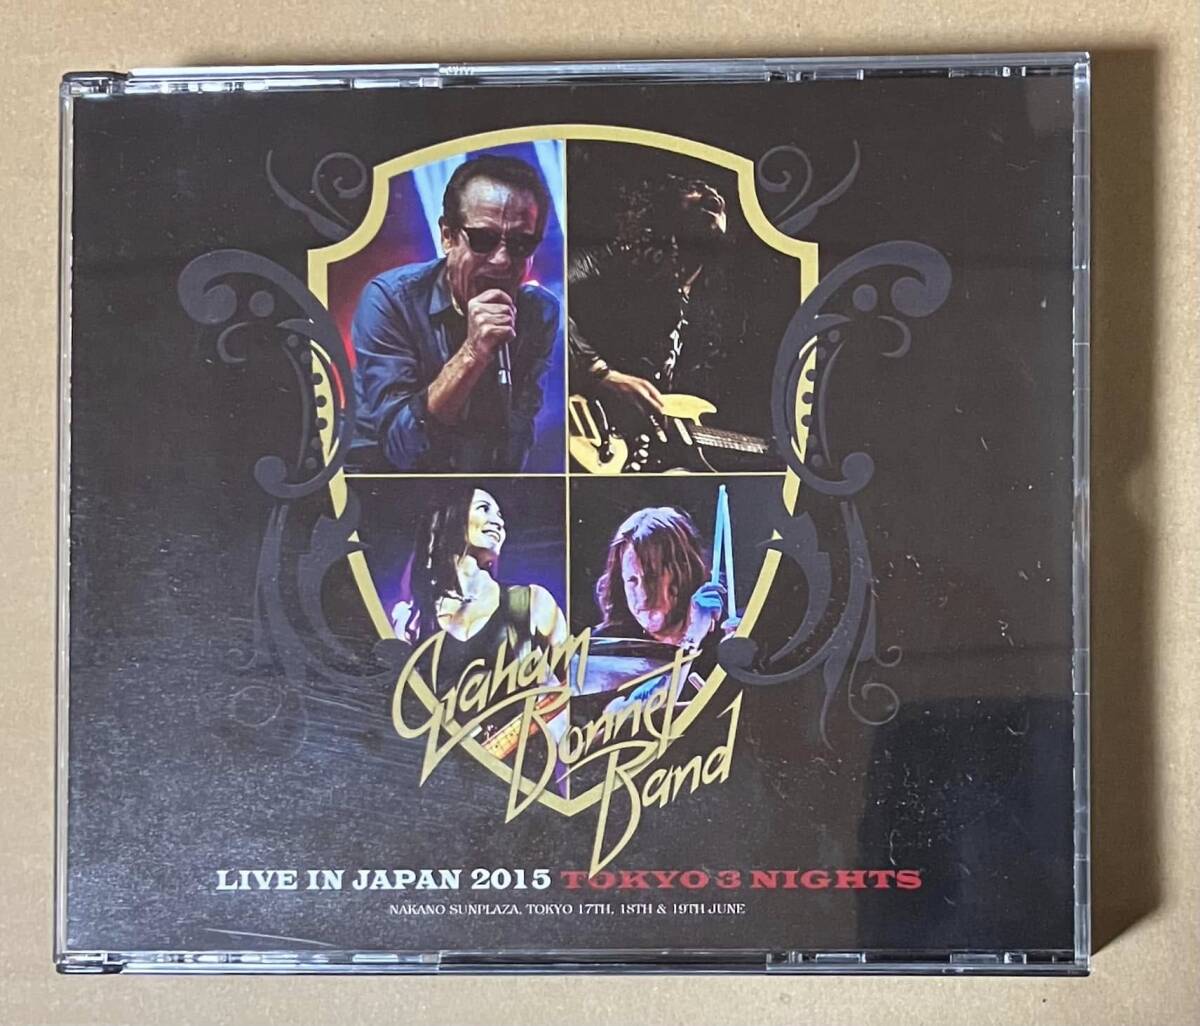 Graham
Bonnet
Band
LIVE IN JAPAN 2015 TOKYO 3 NIGHTS
NAKANO SUNPLAZA, TOKYO 17TH, 18TH & 19TH JUNE